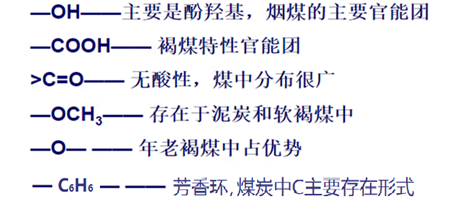 —OH——主要是酚羟基，烟煤的主要官能团
—COOH—— 褐煤特性官能团
>C=O—— 无酸性，煤中分布很广
—OCH₃—— 存在于泥炭和软褐煤中
—O— —— 年老褐煤中占优势
— C₆H₆ - —— 芳香环,煤炭中C主要存在形式